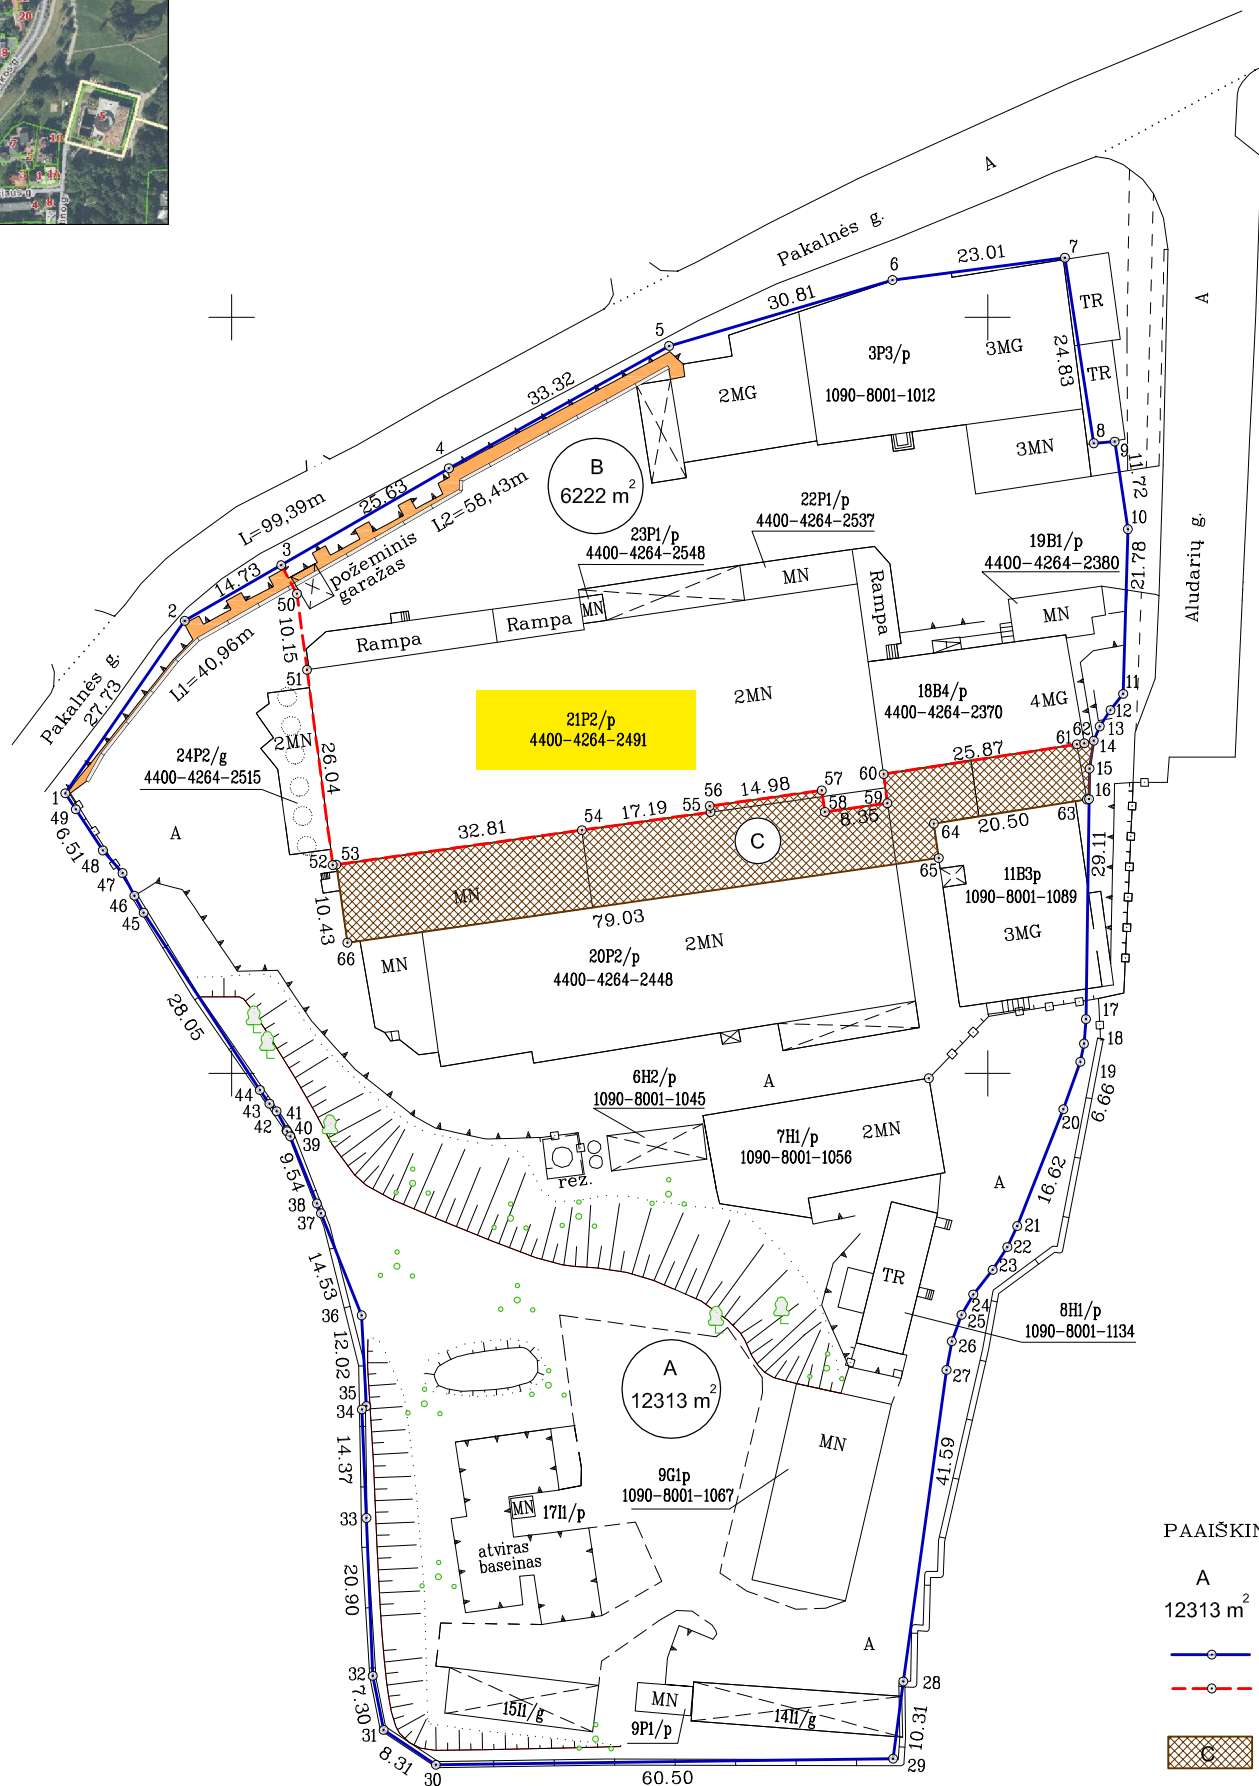 Pakalnės g.
A
7
23.01
6
30.81
TR
A
5
3MG
3P3/p
24.83
TR
33.32
2MG
1090-8001-1012
8
9
3MN
4
B
6222 m²
11.72
25.63
L2=58,43m
22P1/p
4400-4264-2537
L=99,39m
10
23P1/p
4400-4264-2548
19B1/p
4400-4264-2380
3
požeminis
garažas
14.73
MN
21.78
Aludarių g.
50
2
MN
Rampa
MN
Rampa
Rampa
10.15
L1=40,96m
Pakalnės g.
51
11
27.73
2MN
18B4/p
4400-4264-2370
4MG
12
21P2/p
4400-4264-2491
13
2MN
61
62
14
24P2/g
4400-4264-2515
26.04
25.87
15
60
57
14.98
1
49
56
55
59
58
16
63
A
54
17.19
8.35
64
20.50
6.51
32.81
C
48
52
53
65
29.11
47
11B3p
1090-8001-1089
46
MN
45
10.43
79.03
3MG
66
2MN
20P2/p
4400-4264-2448
MN
28.05
17
18
19
A
6H2/p
1090-8001-1045
44
43
41
42
40
39
6.66
20
7H1/p
1090-8001-1056
2MN
9.54
rez.
A
16.62
38
37
21
22
14.53
23
TR
24
36
25
8H1/p
1090-8001-1134
26
12.02
A
12313 m²
27
35
34
MN
14.37
41.59
9G1p
1090-8001-1067
MN
17I1/p
33
atviras
baseinas
PAAIŠKIN
A
12313 m²
20.90
A
32
28
MN
7.30
15I1/g
14I1/g
31
9P1/p
10.31
8.31
C
29
30
60.50